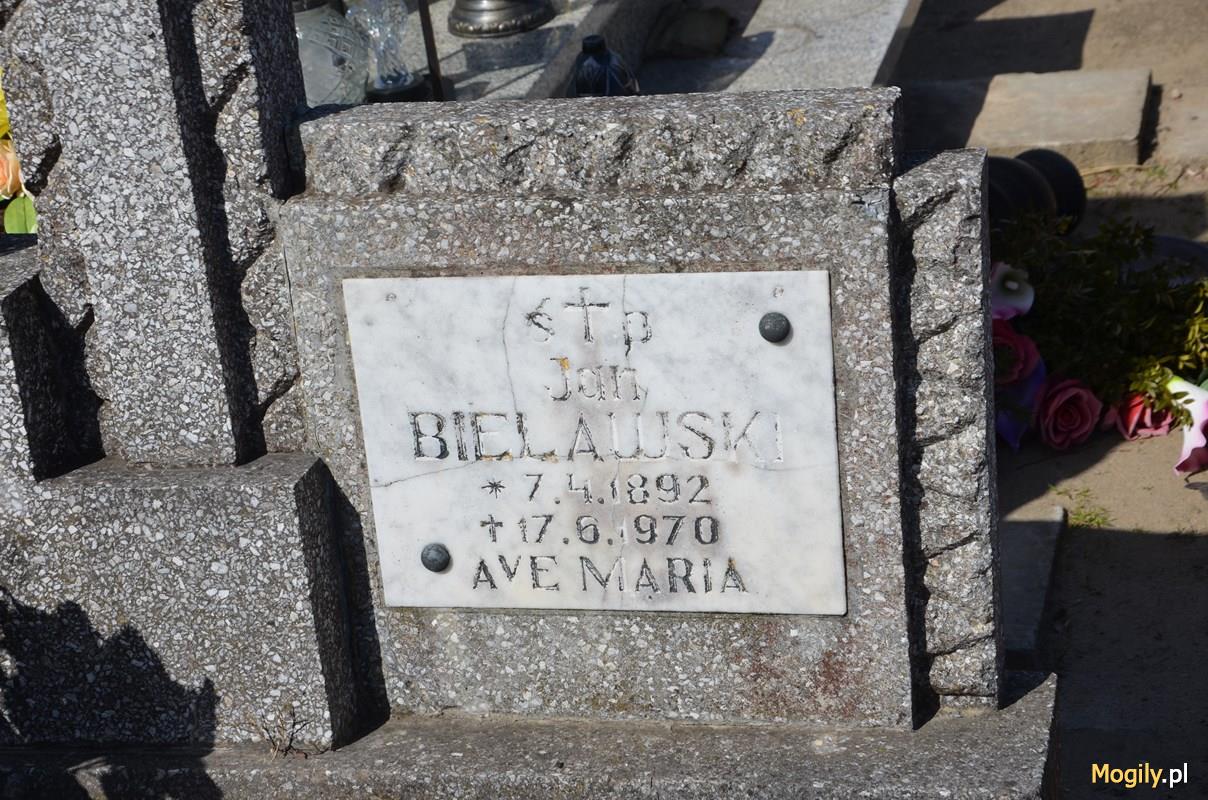 ś † p
Jan
BIELAWSKI
* 7.4.1892
† 17.6.1970
AVE MARIA
Mogily.pl